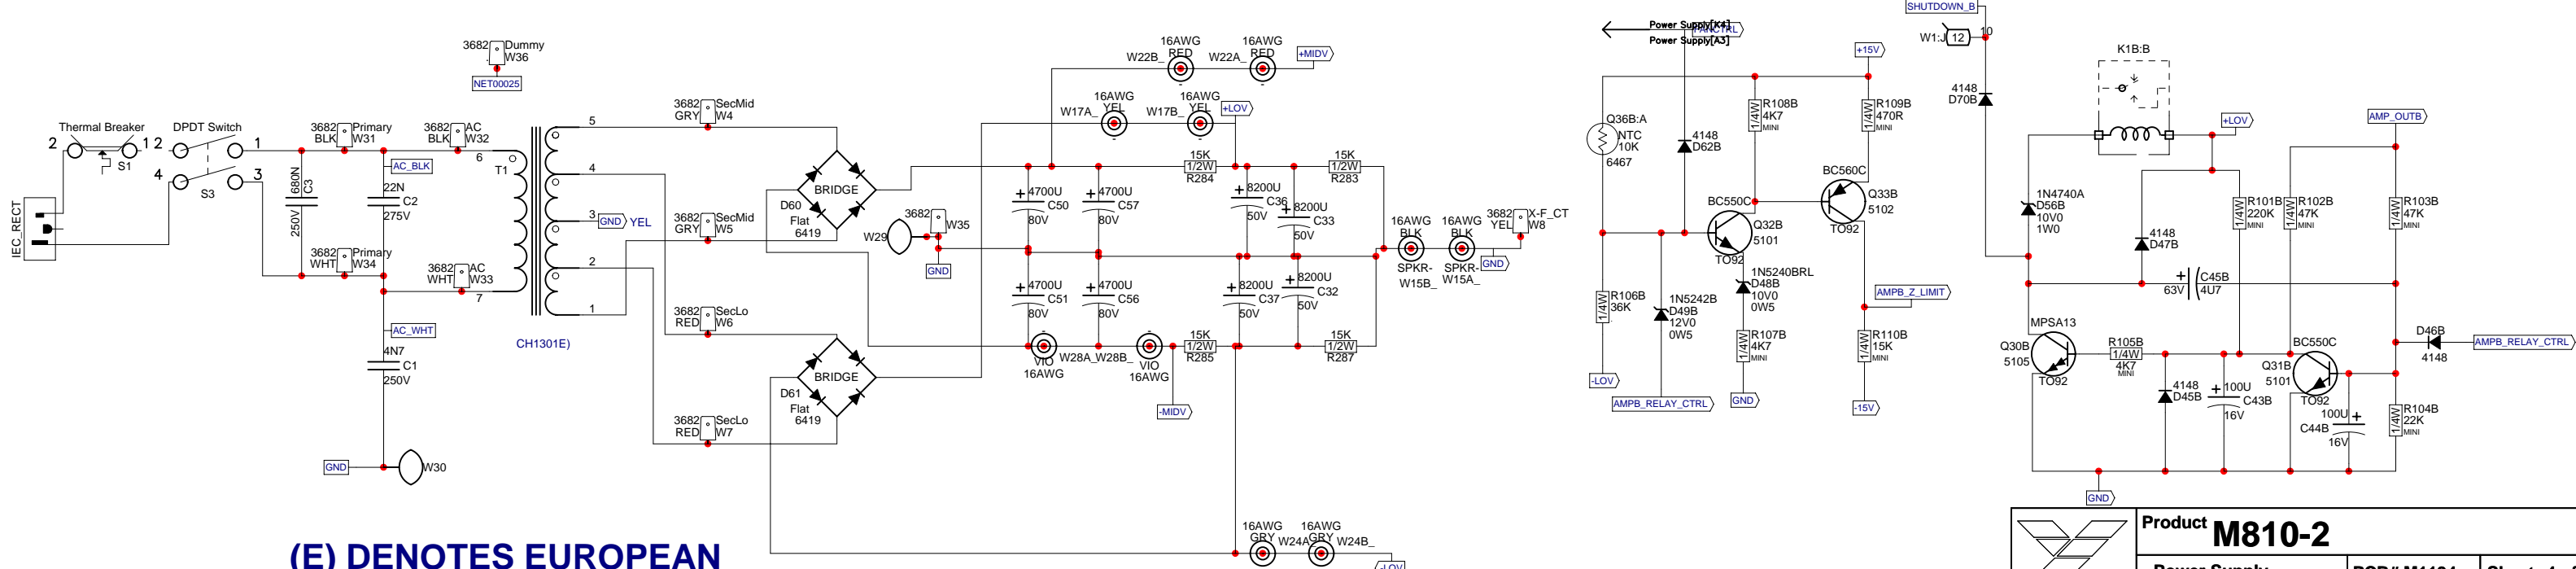 IEC_RECT
2
Thermal Breaker
1
S1
2
4
DPDT Switch
1
3
S3
680N
C3
250V
3682 Primary
BLK W31
3682 Primary
WHT W34
3682 Dummy
W36
NET00025
3682 AC
BLK W32
AC_BLK
22N
C2
275V
3682 AC
WHT W33
AC_WHT
4N7
C1
250V
GND
W30
6
T1
7
5
4
3
2
1
GND YEL
CH1301E)
3682 SecMid
GRY W4
3682 SecMid
GRY W5
3682 SecLo
RED W6
3682 SecLo
RED W7
BRIDGE
D60
Flat
6419
BRIDGE
D61
Flat
6419
W29
3682
W35
GND
16AWG
RED
W22B_
16AWG
RED
W22A_
+MIDV
16AWG
YEL
W17A_
16AWG
YEL
W17B_
+LOV
4700U
C50
80V
4700U
C57
80V
15K
1/2W
R284
8200U
C36
50V
8200U
C33
50V
15K
1/2W
R283
4700U
C51
80V
4700U
C56
80V
8200U
C37
50V
8200U
C32
50V
VIO
16AWG
W28A_
W28B_
VIO
16AWG
15K
1/2W
R285
15K
1/2W
R287
-MIDV
16AWG
BLK
SPKR-
W15B_
16AWG
BLK
SPKR-
W15A_
GND
3682 X-F_CT
YEL W8
16AWG
GRY
W24A
16AWG
GRY
W24B_
-LOV
Power Supply[K4]
FANCTRL
Power Supply[A3]
Q36B:A
NTC
10K
6467
4148
D62B
R108B
4K7
1/4W
MINI
+15V
R109B
470R
1/4W
MINI
BC550C
Q32B
5101
TO92
BC560C
Q33B
5102
TO92
R106B
36K
1/4W
1N5242B
D49B
12V0
0W5
1N5240BRL
D48B
10V0
0W5
R107B
4K7
1/4W
MINI
AMPB_Z_LIMIT
R110B
15K
1/4W
MINI
-LOV
AMPB_RELAY_CTRL
GND
-15V
SHUTDOWN_B
W1:J 12
10
4148
D70B
K1B:B
+LOV
AMP_OUTB
1N4740A
D56B
10V0
1W0
4148
D47B
R101B
220K
1/4W
MINI
R102B
47K
1/4W
MINI
R103B
47K
1/4W
MINI
C45B
4U7
63V
MPSA13
Q30B
5105
TO92
R105B
1/4W
4K7
MINI
4148
D45B
100U
C43B
16V
BC550C
Q31B
5101
TO92
100U
C44B
16V
D46B
4148
AMPB_RELAY_CTRL
R104B
22K
1/4W
MINI
GND
(E) DENOTES EUROPEAN
Product M810-2